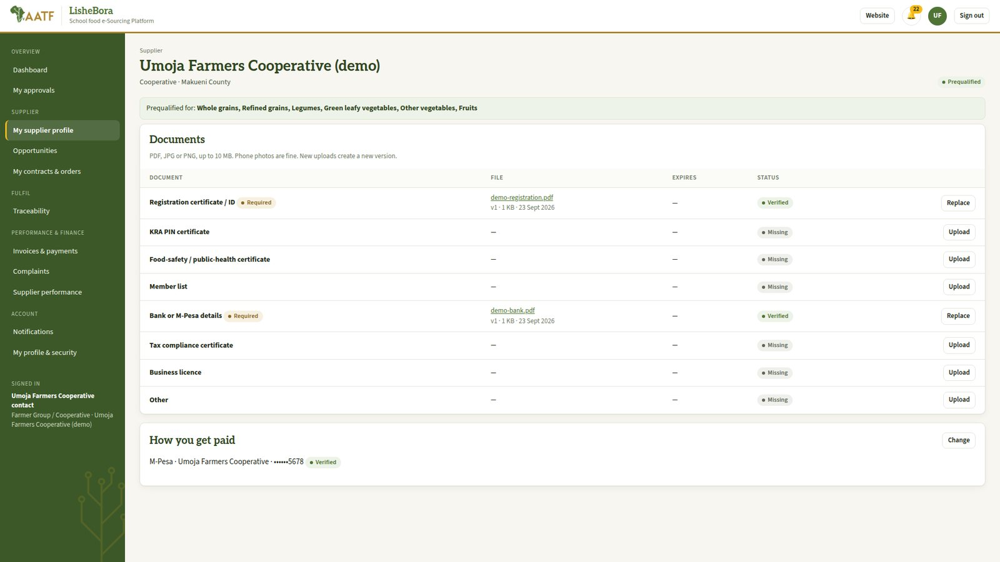 AATF
LisheBora
School food e-Sourcing Platform
Website
22
UF
Sign out
OVERVIEW
Dashboard
My approvals
SUPPLIER
My supplier profile
Opportunities
My contracts & orders
FULFIL
Traceability
PERFORMANCE & FINANCE
Invoices & payments
Complaints
Supplier performance
ACCOUNT
Notifications
My profile & security
SIGNED IN
Umoja Farmers Cooperative
contact
Farmer Group / Cooperative · Umoja
Farmers Cooperative (demo)
Supplier
Umoja Farmers Cooperative (demo)
Cooperative · Makueni County
Prequalified
Prequalified for: Whole grains, Refined grains, Legumes, Green leafy vegetables, Other vegetables, Fruits
Documents
PDF, JPG or PNG, up to 10 MB. Phone photos are fine. New uploads create a new version.
DOCUMENT FILE EXPIRES STATUS
Registration certificate / ID Required demo-registration.pdf — Verified Replace
v1 · 1 KB · 23 Sept 2026
KRA PIN certificate — — Missing Upload
Food-safety / public-health certificate — — Missing Upload
Member list — — Missing Upload
Bank or M-Pesa details Required demo-bank.pdf — Verified Replace
v1 · 1 KB · 23 Sept 2026
Tax compliance certificate — — Missing Upload
Business licence — — Missing Upload
Other — — Missing Upload
How you get paid
Change
M-Pesa · Umoja Farmers Cooperative · ••••••5678 Verified